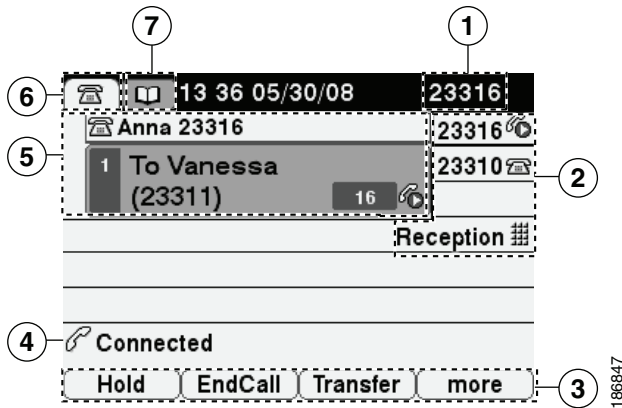 7
1
6
13 36 05/30/08
23316
5
Anna 23316
23316
1
To Vanessa
23310
2
(23311)
16
Reception
4
Connected
Hold
EndCall
Transfer
more
3
186847